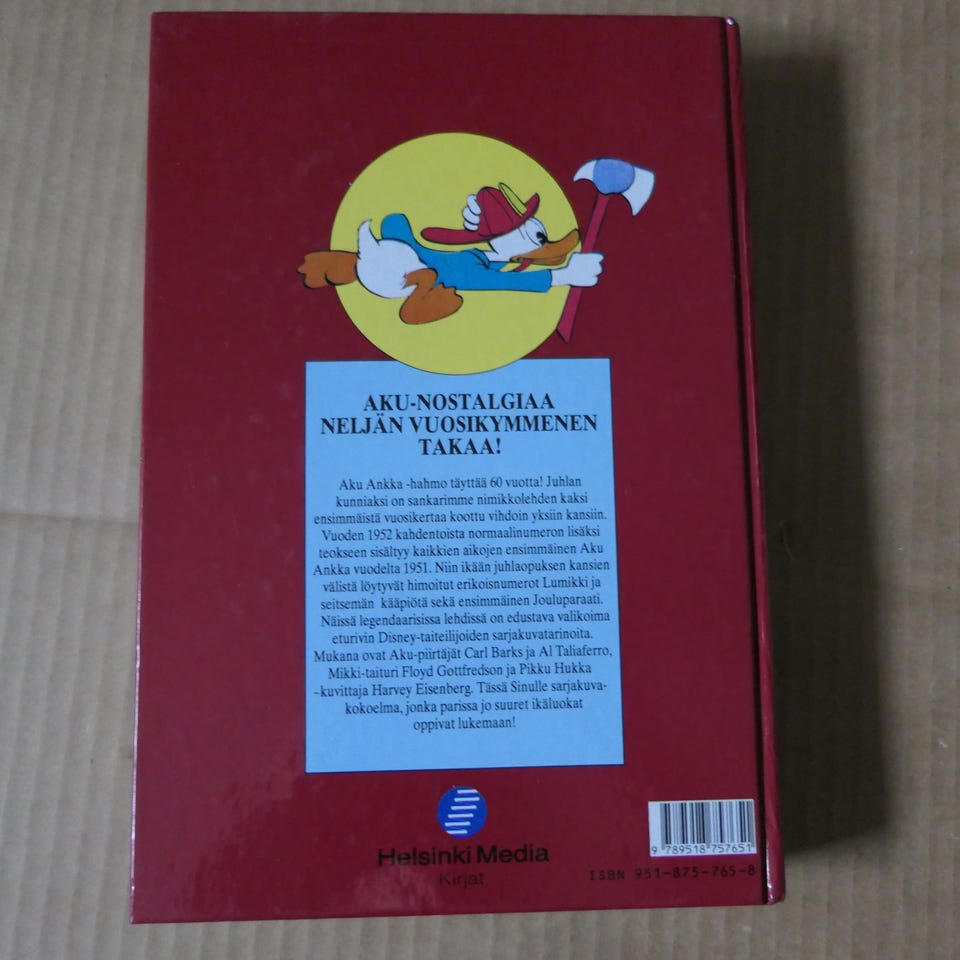 AKU-NOSTALGIAA
NELJÄN VUOSIKYMMENEN
TAKAA!
Aku Ankka -hahmo täyttää 60 vuotta! Juhlan
kunniaksi on sankarimme nimikkolehden kaksi
ensimmäistä vuosikertaa koottu vihdoin yksiin kansiin.
Vuoden 1952 kahdentoista normaalinumeron lisäksi
teokseen sisältyy kaikkien aikojen ensimmäinen Aku
Ankka vuodelta 1951. Niin ikään juhlaopuksen kansien
välistä löytyvät himoitut erikoisnumerot Lumikki ja
seitsemän kääpiötä sekä ensimmäinen Jouluparaati.
Näissä legendaarisissa lehdissä on edustava valikoima
eturivin Disney-taiteilijoiden sarjakuvatarinoita.
Mukana ovat Aku-piirtäjät Carl Barks ja Al Taliaferro,
Mikki-taituri Floyd Gottfredson ja Pikku Hukka
-kuvittaja Harvey Eisenberg. Tässä Sinulle sarjakuva-
kokoelma, jonka parissa jo suuret ikäluokat
oppivat lukemaan!
Helsinki Media
Kirjat
9 789518 757651
ISBN 951-875-765-8